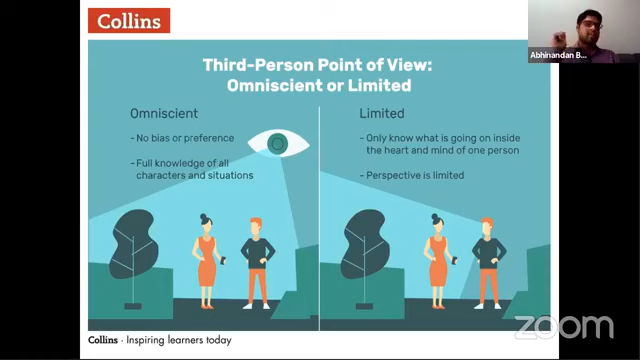 Collins
Third-Person Point of View:
Omniscient or Limited
Omniscient
- No bias or preference
- Full knowledge of all
characters and situations
Limited
- Only know what is going on inside
the heart and mind of one person
- Perspective is limited
Abhinandan B...
zoom
Collins · Inspiring learners today